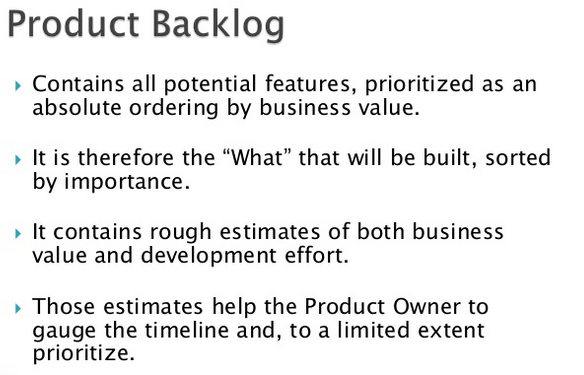 Product Backlog
Contains all potential features, prioritized as an
absolute ordering by business value.
It is therefore the “What” that will be built, sorted
by importance.
It contains rough estimates of both business
value and development effort.
Those estimates help the Product Owner to
gauge the timeline and, to a limited extent
prioritize.